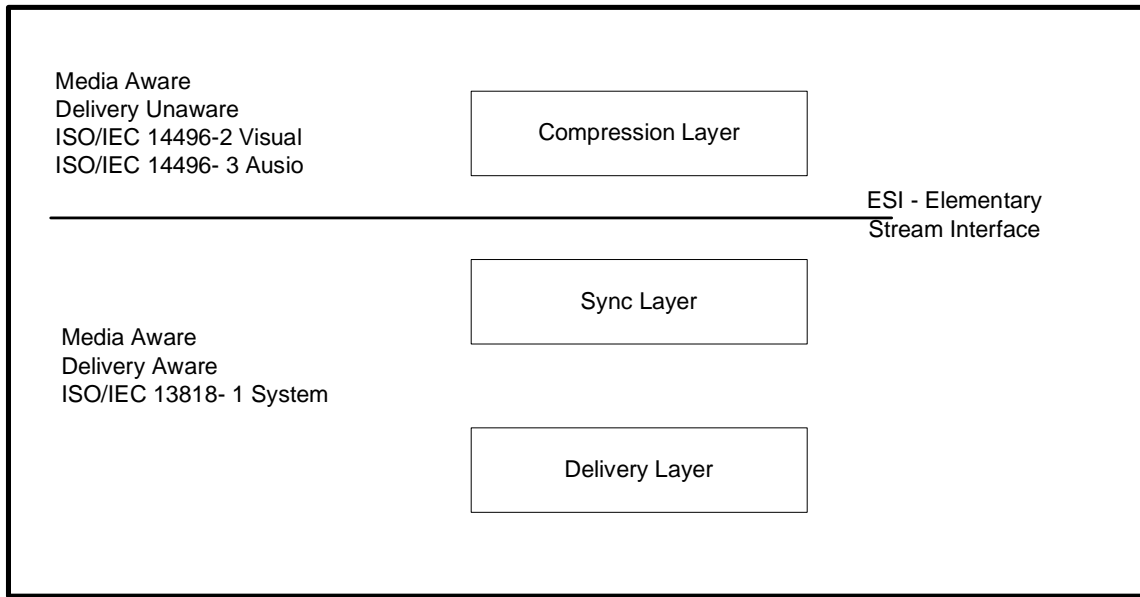 Media Aware
Delivery Unaware
ISO/IEC 14496-2 Visual
ISO/IEC 14496- 3 Ausio
Compression Layer
ESI - Elementary
Stream Interface
Sync Layer
Media Aware
Delivery Aware
ISO/IEC 13818- 1 System
Delivery Layer